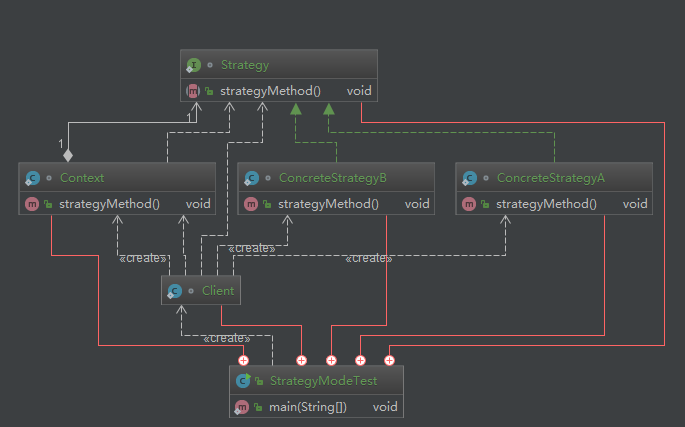 Strategy
strategyMethod() void
1
1
Context
strategyMethod() void
ConcreteStrategyB
strategyMethod() void
ConcreteStrategyA
strategyMethod() void
«create»
«create»
«create»
Client
«create»
StrategyModeTest
main(String[]) void